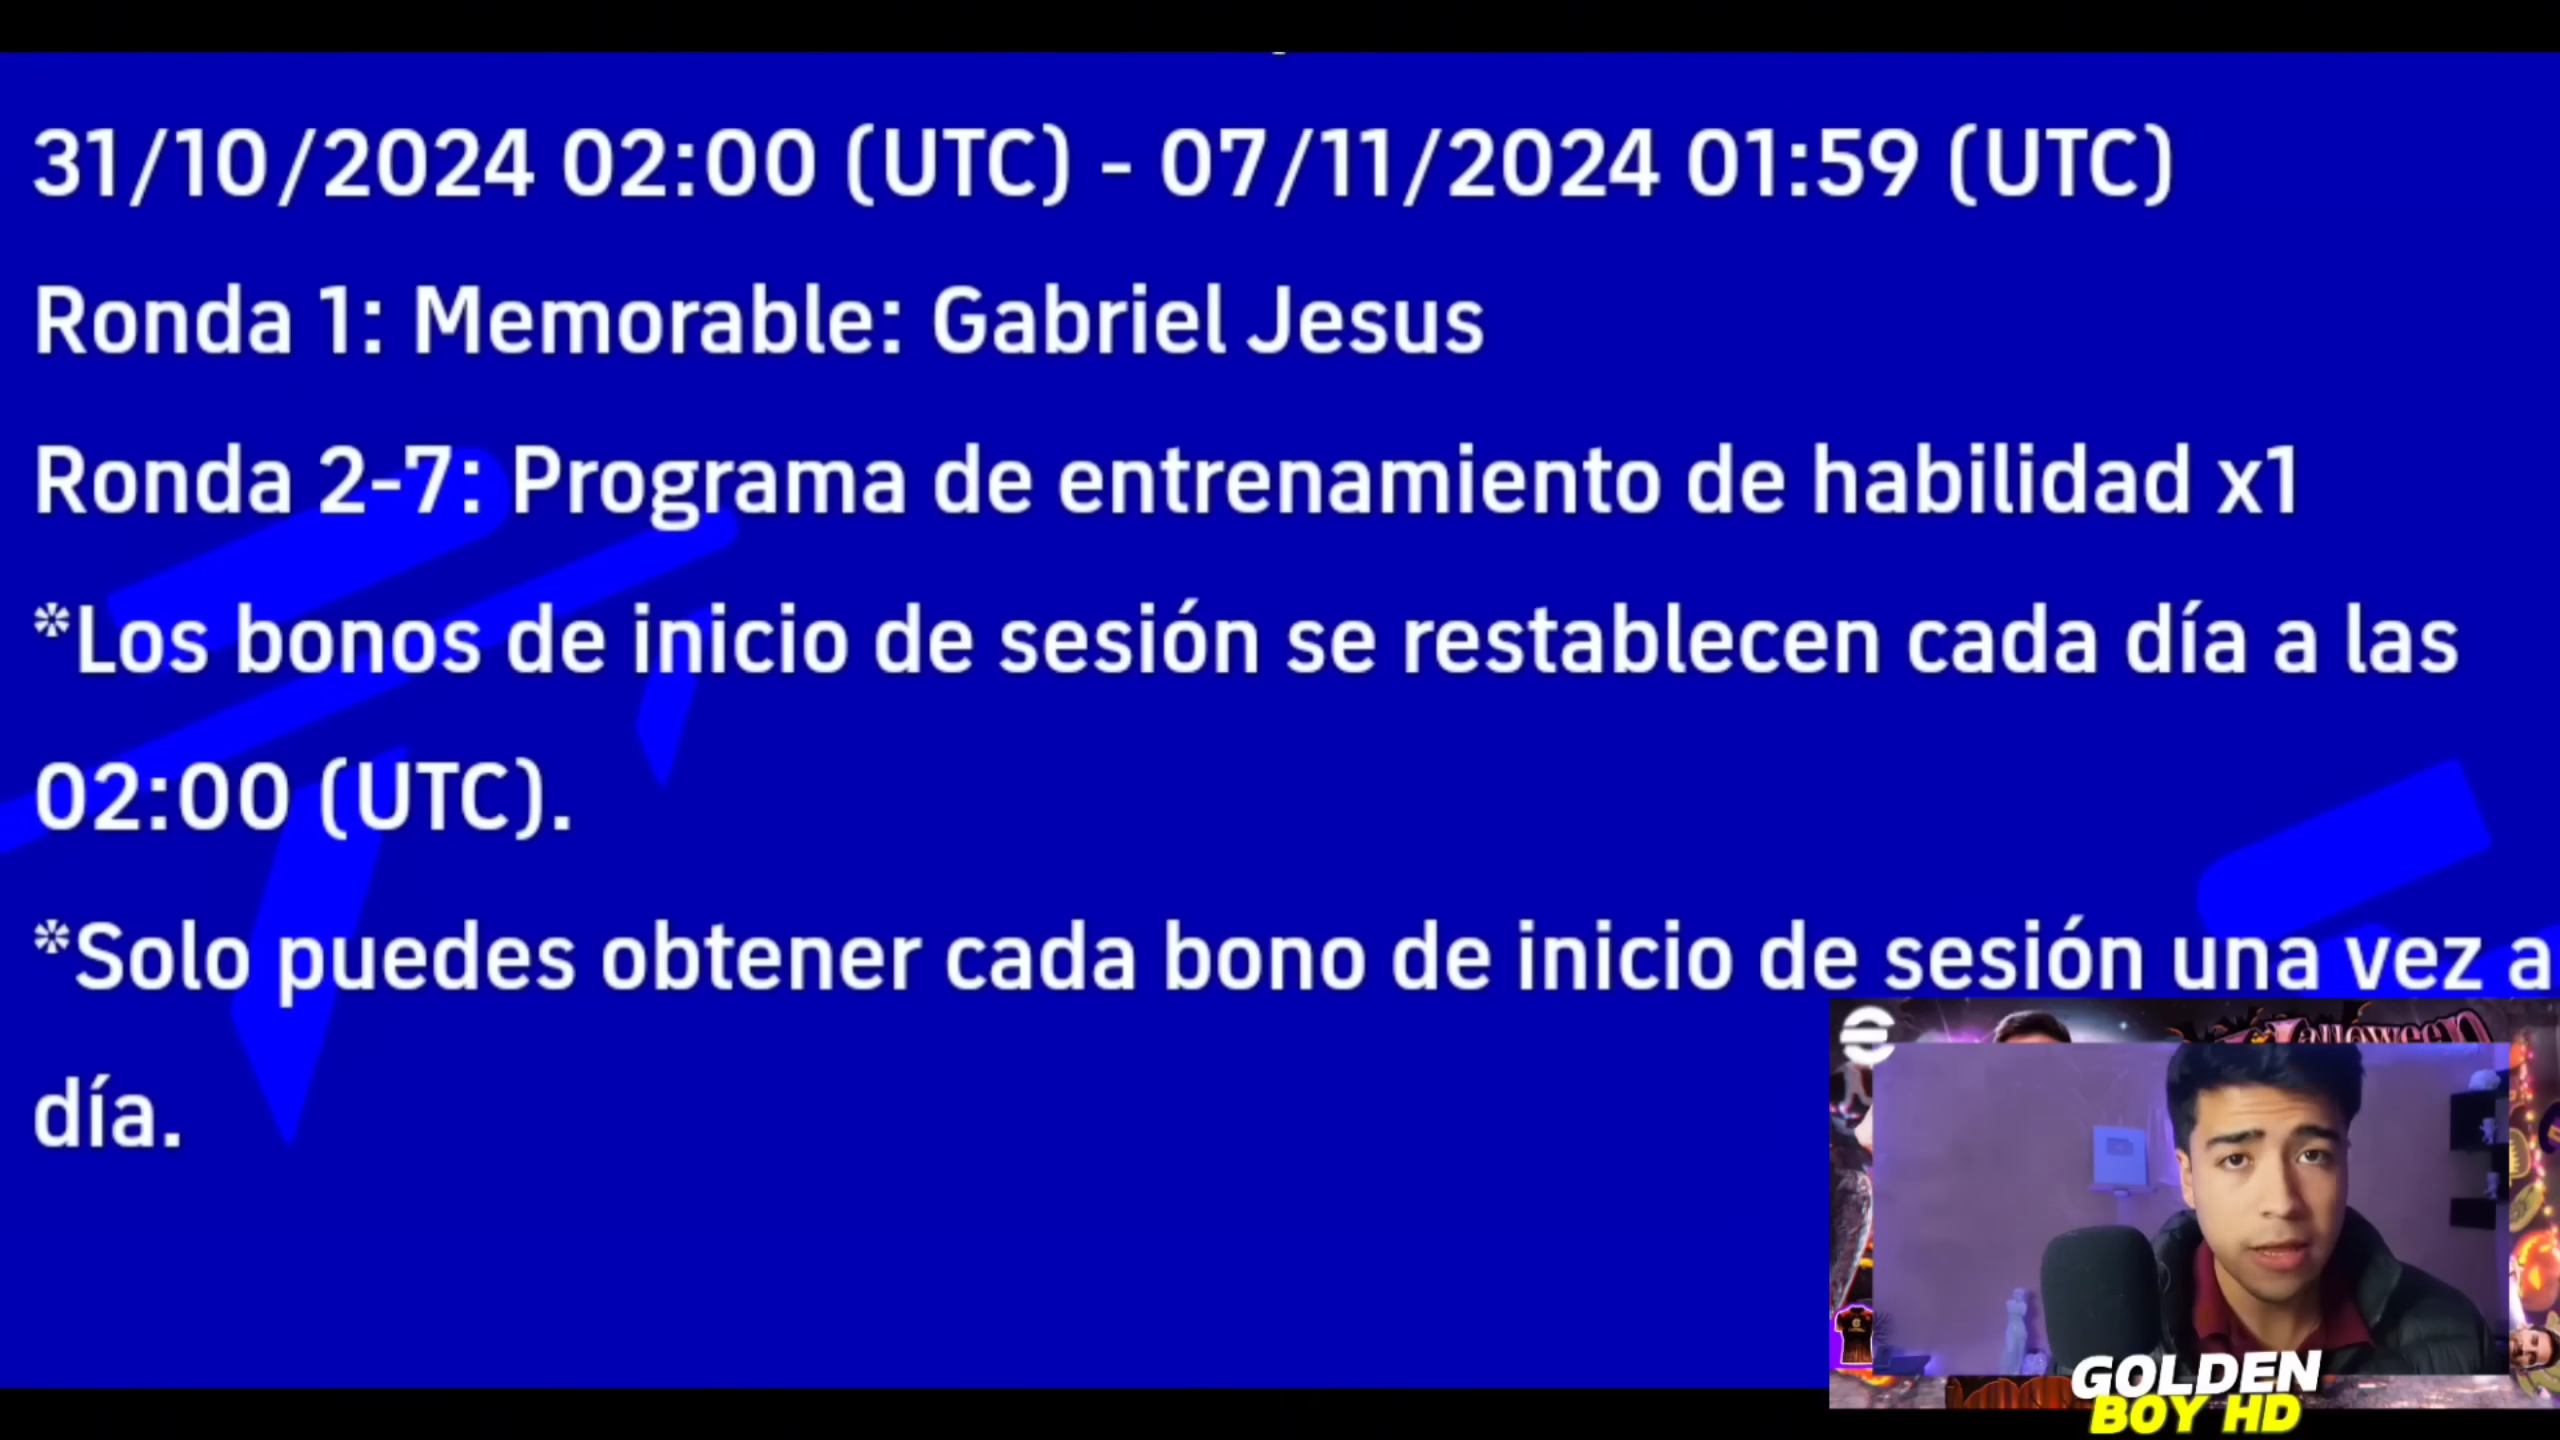 31/10/2024 02:00 (UTC) - 07/11/2024 01:59 (UTC)
Ronda 1: Memorable: Gabriel Jesus
Ronda 2-7: Programa de entrenamiento de habilidad x1
*Los bonos de inicio de sesión se restablecen cada día a las
02:00 (UTC).
*Solo puedes obtener cada bono de inicio de sesión una vez a
día.
Halloween
GOLDEN
BOY HD